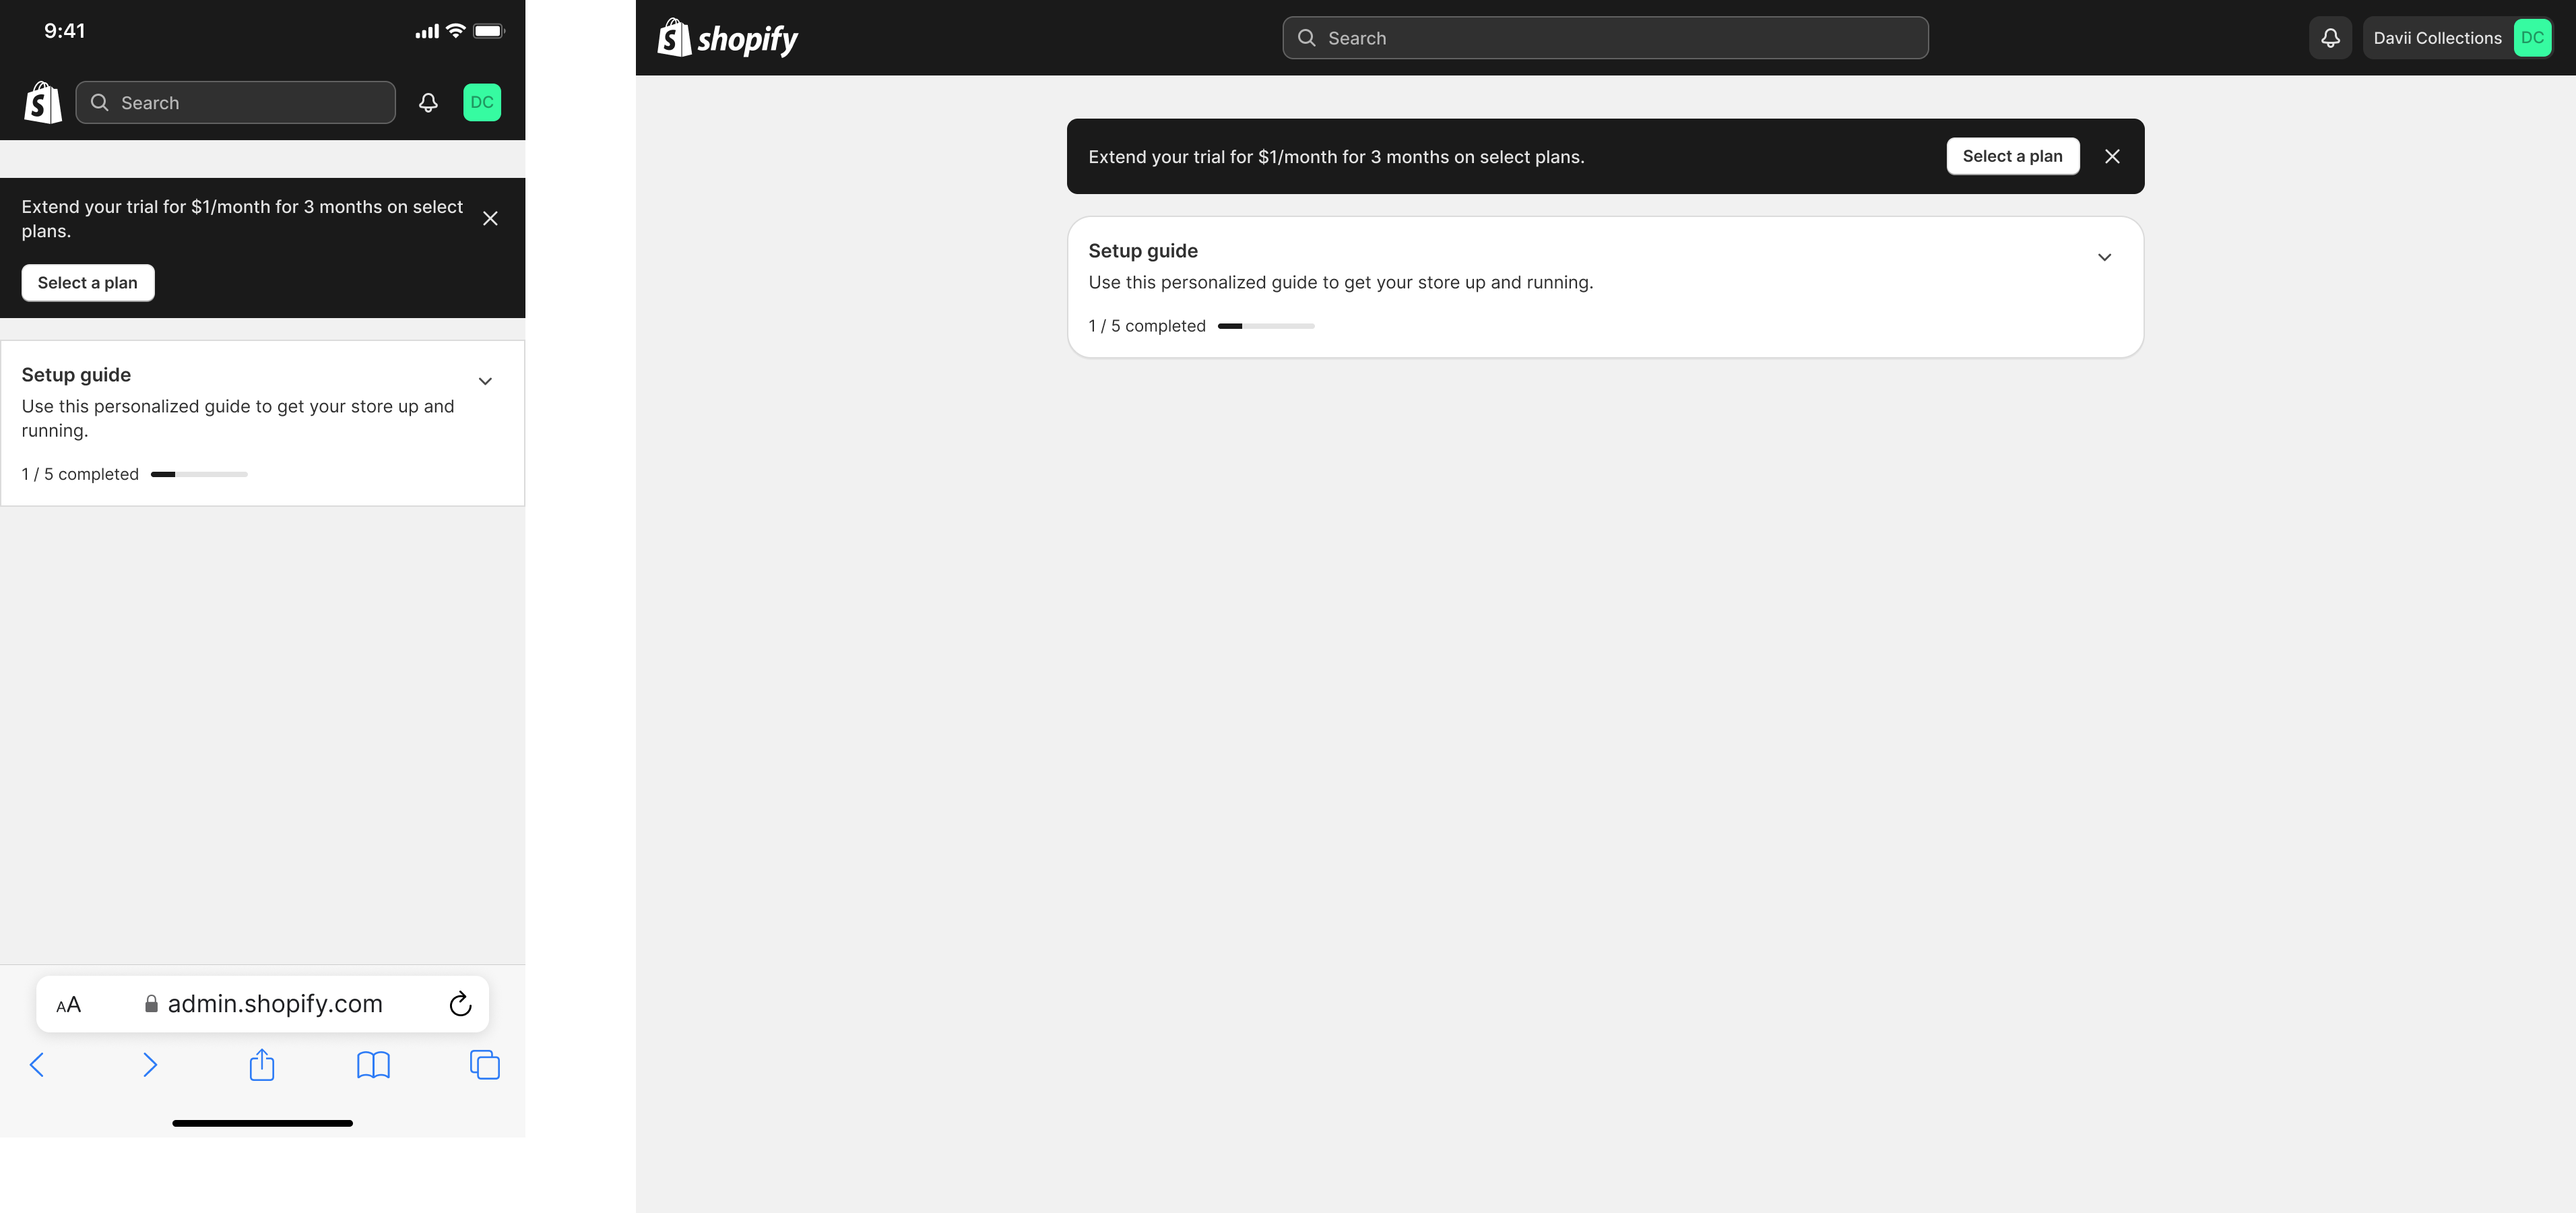 9:41
Search
DC
Extend your trial for $1/month for 3 months on select
plans.
Select a plan
Setup guide
Use this personalized guide to get your store up and
running.
1 / 5 completed
AA
admin.shopify.com
shopify
Search
Davii Collections
DC
Extend your trial for $1/month for 3 months on select plans.
Select a plan
Setup guide
Use this personalized guide to get your store up and running.
1 / 5 completed